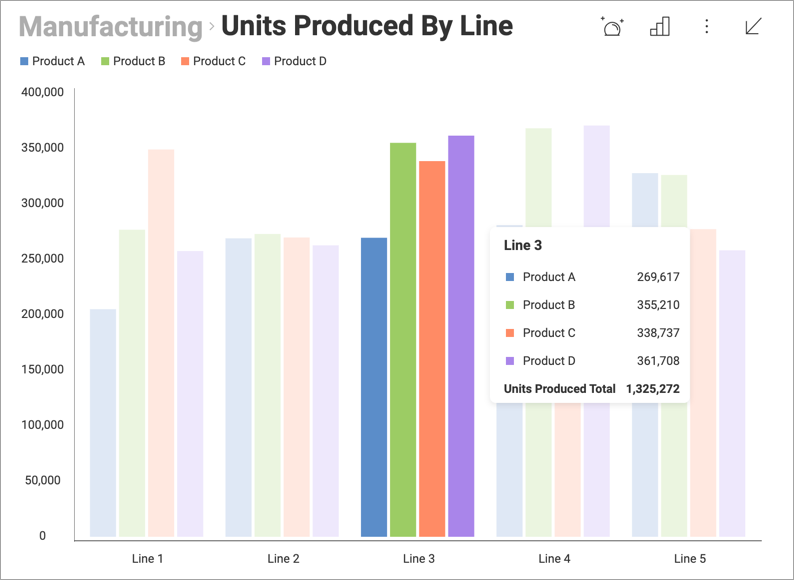 Manufacturing › Units Produced By Line
Product A Product B Product C Product D
400,000
350,000
300,000
250,000
200,000
150,000
100,000
50,000
0
Line 3
Product A 269,617
Product B 355,210
Product C 338,737
Product D 361,708
Units Produced Total 1,325,272
Line 1 Line 2 Line 3 Line 4 Line 5